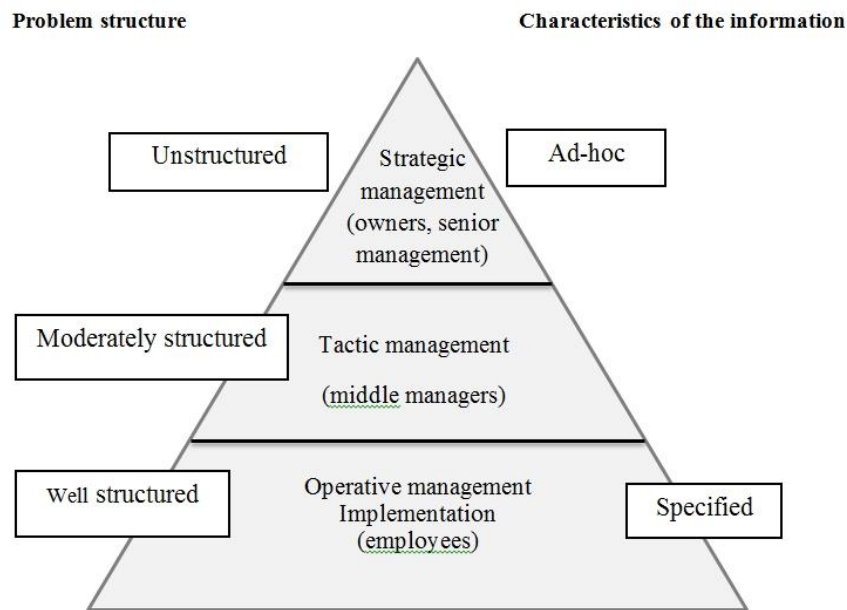 Problem structure
Characteristics of the information
Unstructured
Strategic
management
(owners, senior
management)
Ad-hoc
Moderately structured
Tactic management
(middle managers)
Well structured
Operative management
Implementation
(employees)
Specified